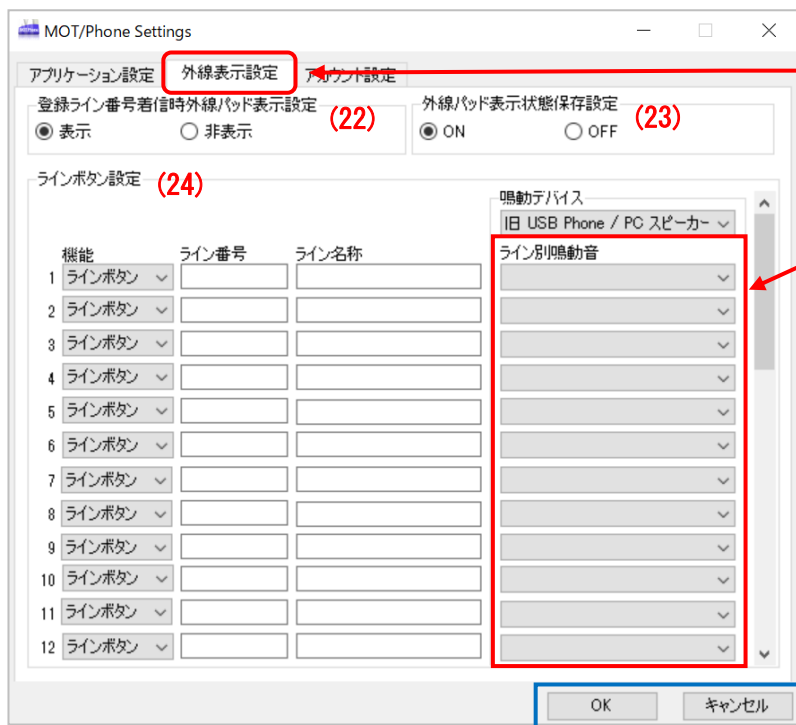 MOT/Phone Settings
アプリケーション設定 外線表示設定 アカウント設定
登録ライン番号着信時外線パッド表示設定 (22)
表示 非表示
外線パッド表示状態保存設定 (23)
ON OFF
ラインボタン設定 (24)
鳴動デバイス
旧 USB Phone / PC スピーカー
機能 ライン番号 ライン名称 ライン別鳴動音
1 ラインボタン
2 ラインボタン
3 ラインボタン
4 ラインボタン
5 ラインボタン
6 ラインボタン
7 ラインボタン
8 ラインボタン
9 ラインボタン
10 ラインボタン
11 ラインボタン
12 ラインボタン
OK キャンセル